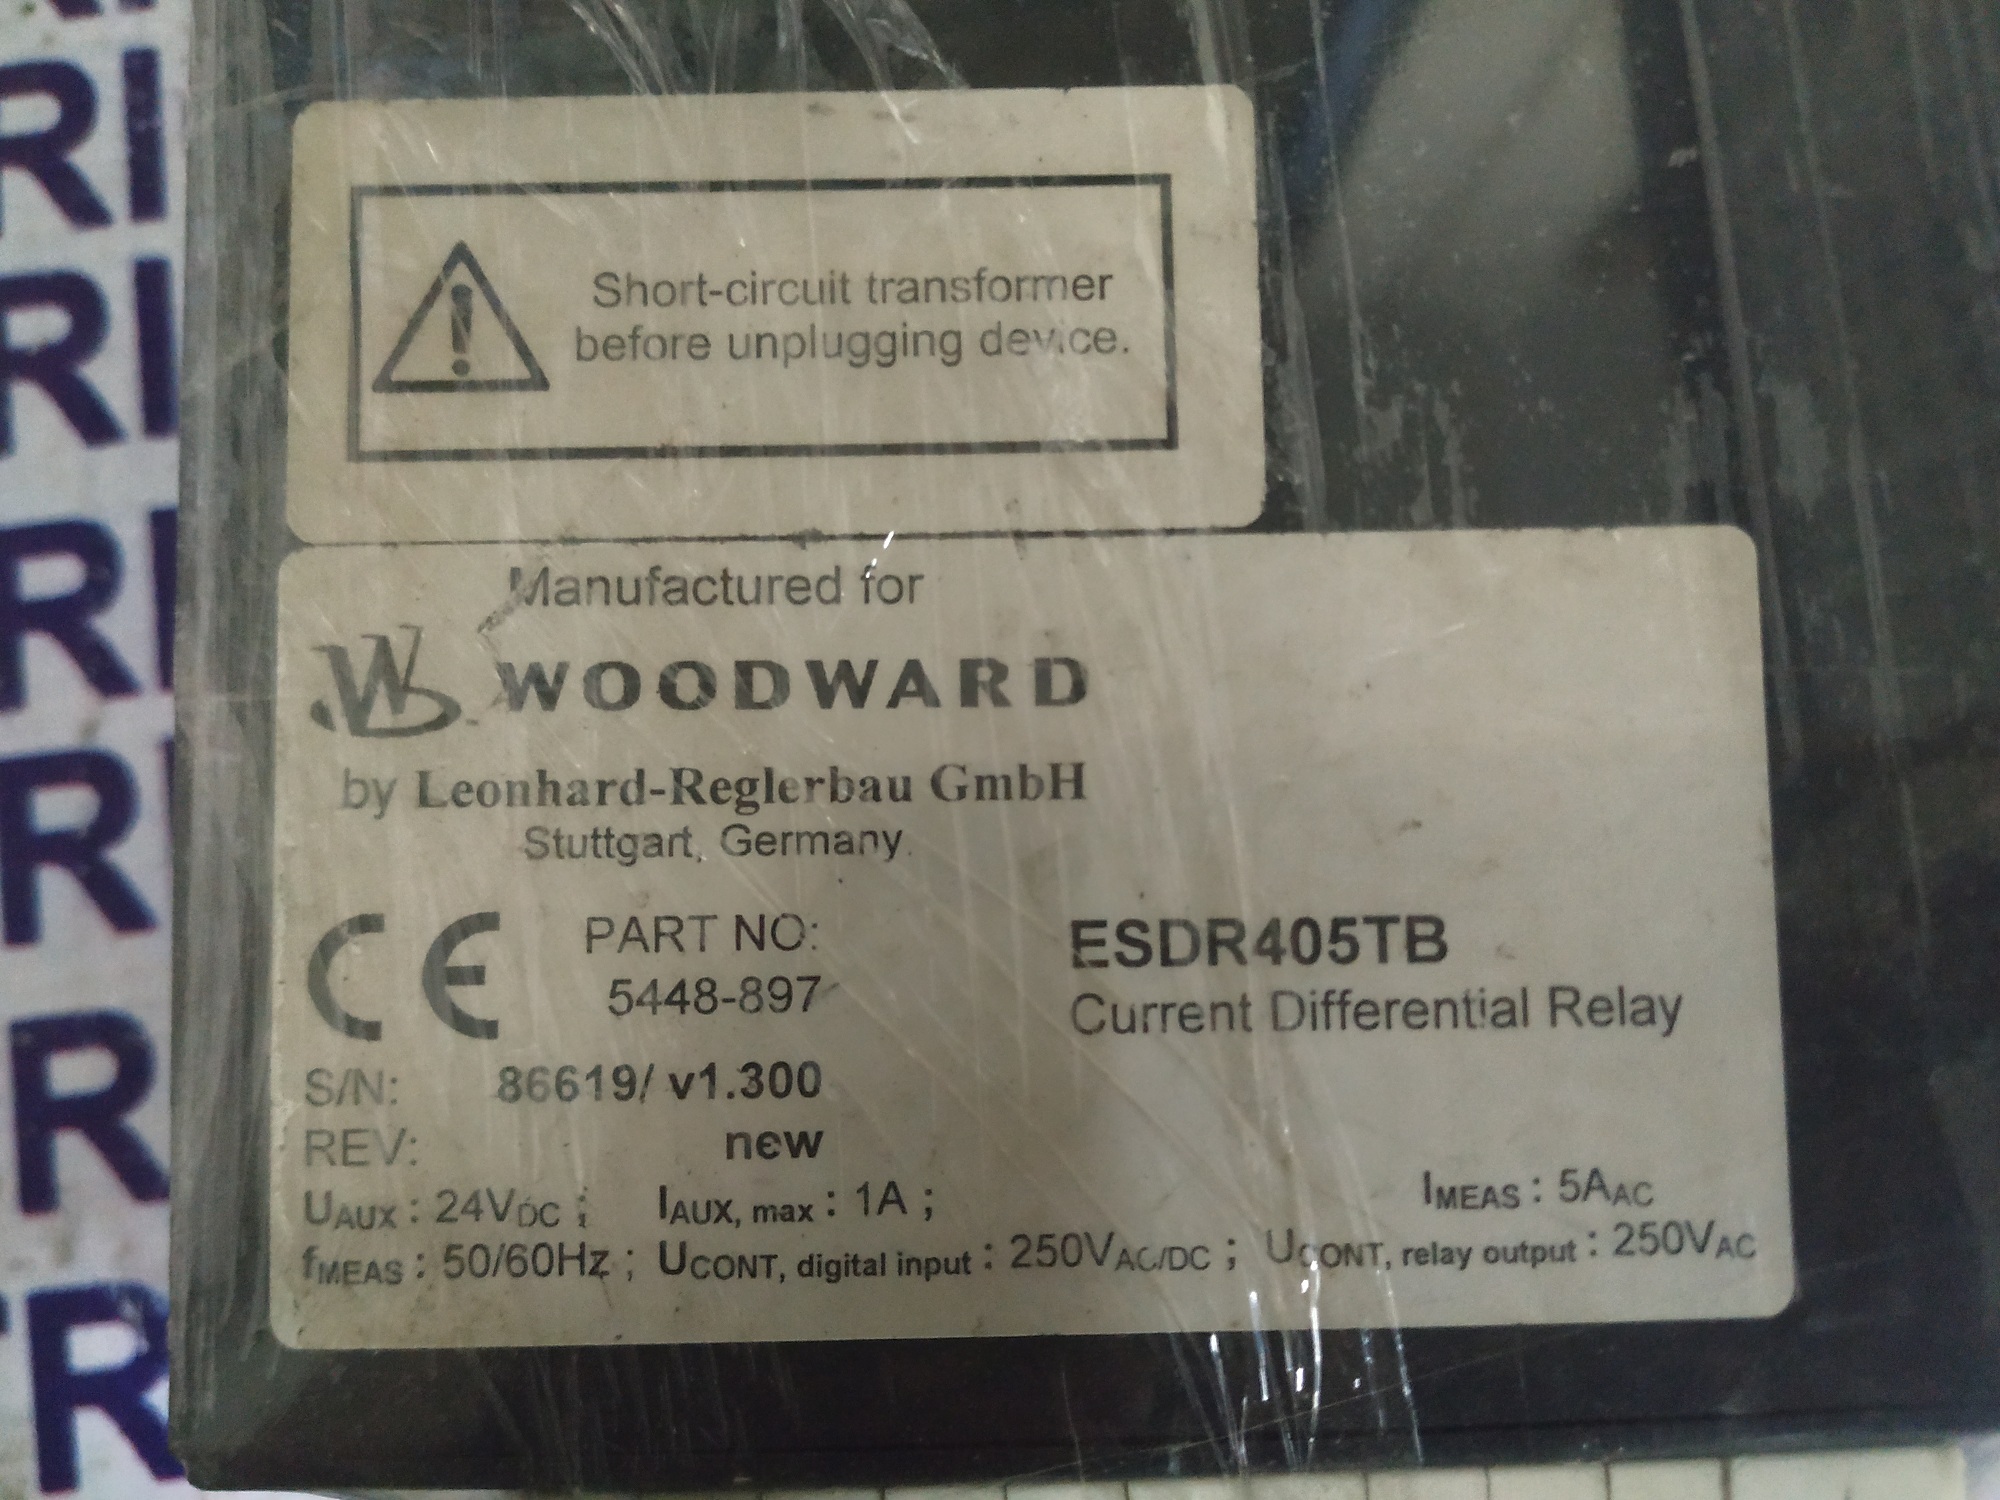 Short-circuit transformer
before unplugging device.
Manufactured for
WOODWARD
by Leonhard-Reglerbau GmbH
Stuttgart, Germany.
CE PART NO: ESDR405TB
5448-897 Current Differential Relay
S/N: 86619/ v1.300
REV: new
UAUX : 24VDC ; IAUX, max : 1A ; IMEAS : 5AAC
fMEAS : 50/60Hz ; UCONT, digital input : 250VAC/DC ; UCONT, relay output : 250VAC